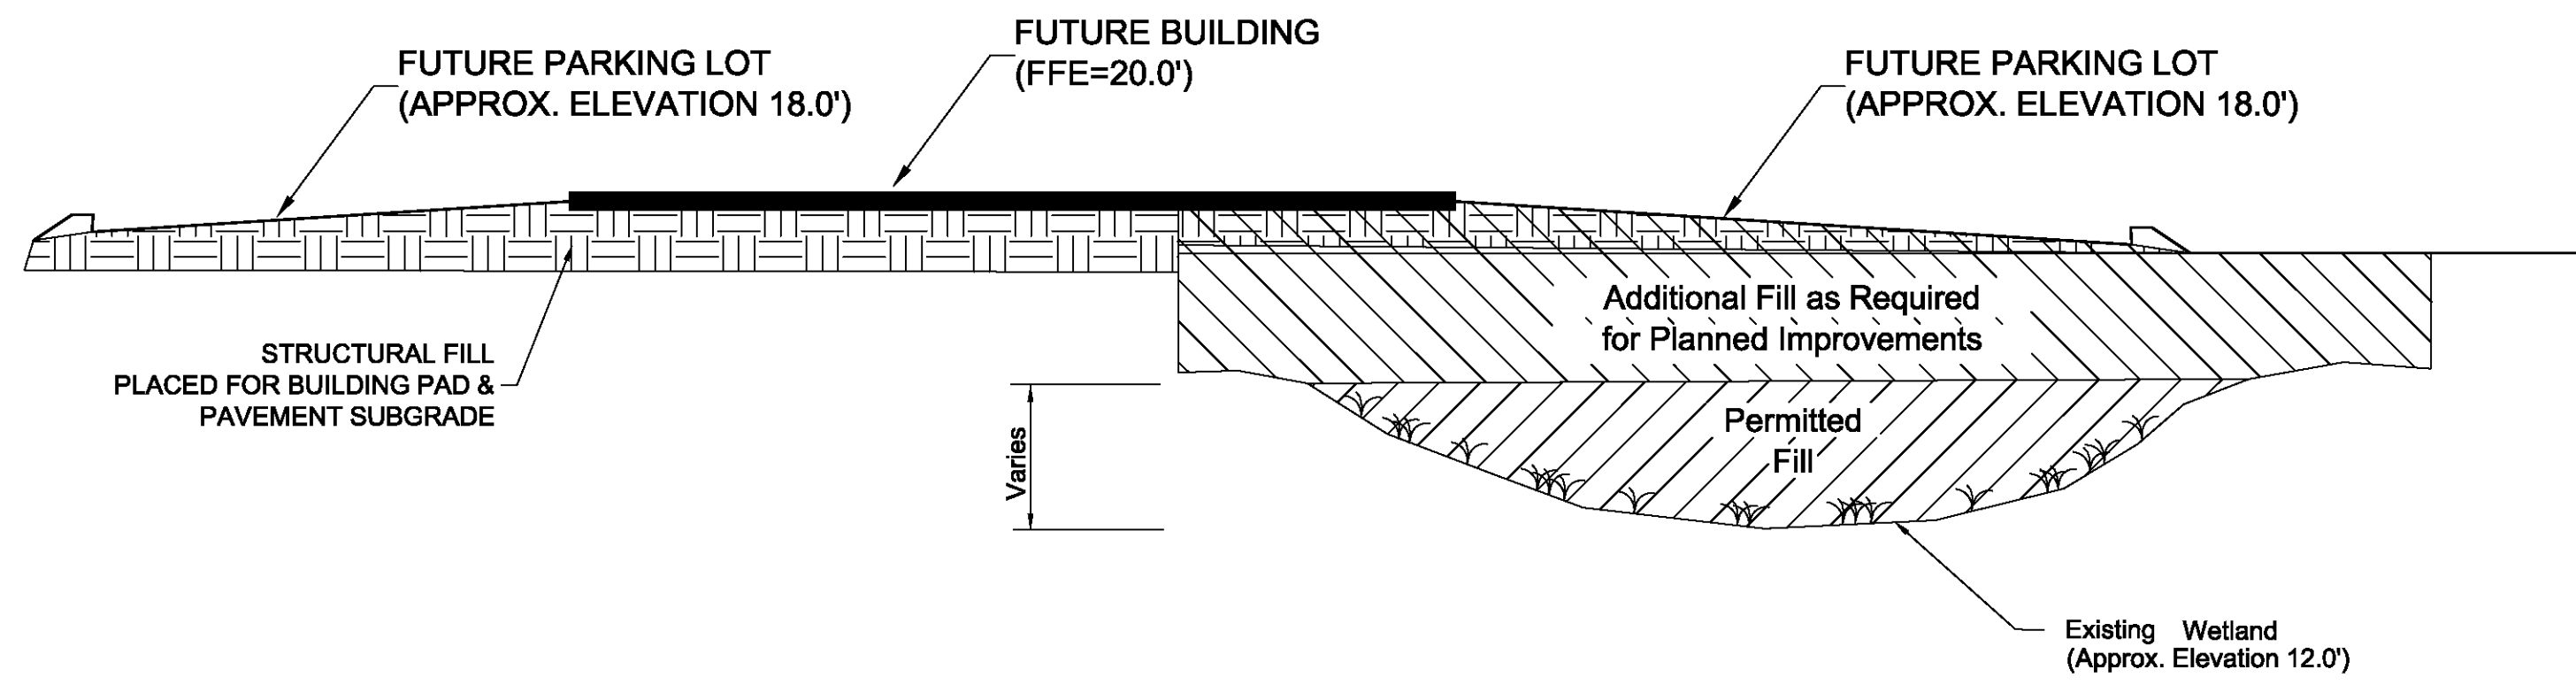 FUTURE PARKING LOT
(APPROX. ELEVATION 18.0')
FUTURE BUILDING
(FFE=20.0')
FUTURE PARKING LOT
(APPROX. ELEVATION 18.0')
STRUCTURAL FILL
PLACED FOR BUILDING PAD &
PAVEMENT SUBGRADE
Additional Fill as Required
for Planned Improvements
Varies
Permitted
Fill
Existing Wetland
(Approx. Elevation 12.0')